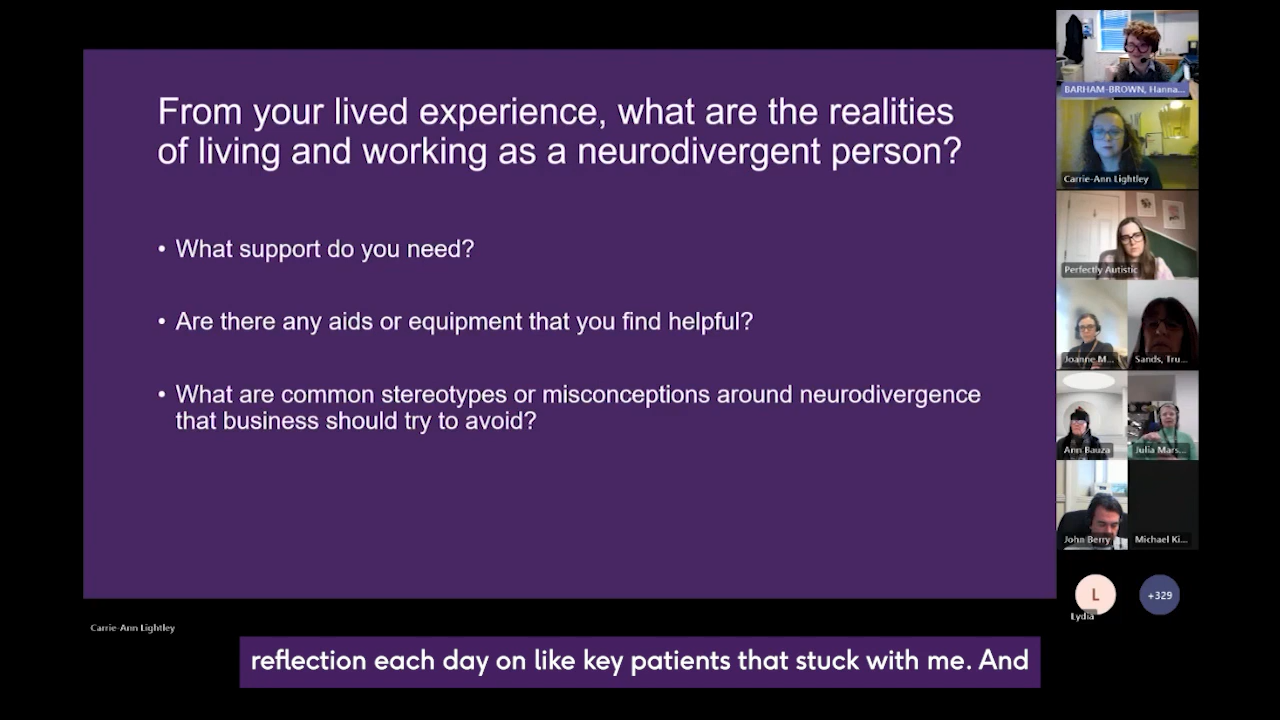 From your lived experience, what are the realities
of living and working as a neurodivergent person?
• What support do you need?
• Are there any aids or equipment that you find helpful?
• What are common stereotypes or misconceptions around neurodivergence
that business should try to avoid?
BARHAM-BROWN, Hanna...
Carrie-Ann Lightley
Perfectly Autistic
Joanne M...
Sands, Tru...
Ann Bauza
Julia Mars...
John Berry
Michael Ki...
L
+329
Lydia
Carrie-Ann Lightley
reflection each day on like key patients that stuck with me. And